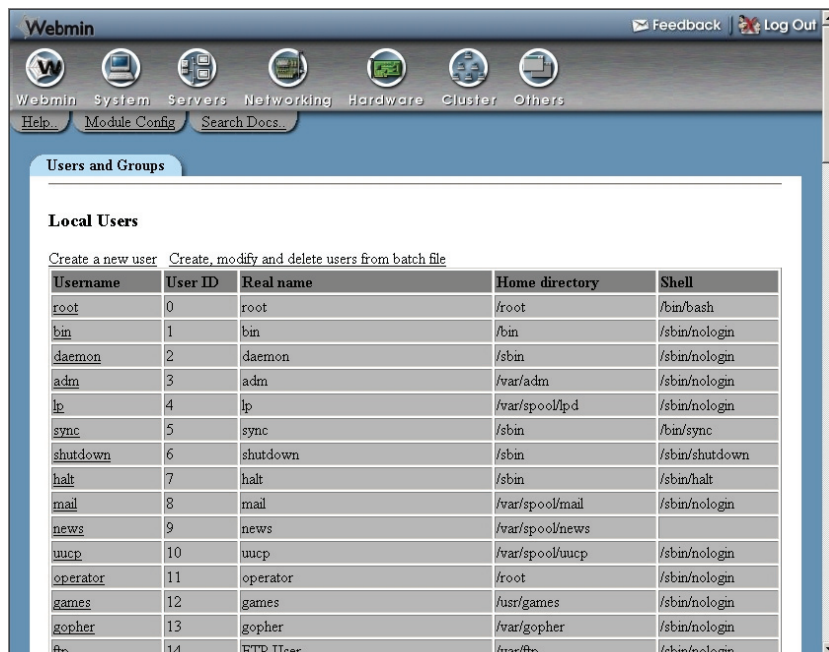 Webmin Feedback Log Out
Webmin System Servers Networking Hardware Cluster Others
Help.. Module Config Search Docs..
Users and Groups
Local Users
Create a new user Create, modify and delete users from batch file
Username User ID Real name Home directory Shell
root 0 root /root /bin/bash
bin 1 bin /bin /sbin/nologin
daemon 2 daemon /sbin /sbin/nologin
adm 3 adm /var/adm /sbin/nologin
lp 4 lp /var/spool/lpd /sbin/nologin
sync 5 sync /sbin /bin/sync
shutdown 6 shutdown /sbin /sbin/shutdown
halt 7 halt /sbin /sbin/halt
mail 8 mail /var/spool/mail /sbin/nologin
news 9 news /var/spool/news
uucp 10 uucp /var/spool/uucp /sbin/nologin
operator 11 operator /root /sbin/nologin
games 12 games /usr/games /sbin/nologin
gopher 13 gopher /var/gopher /sbin/nologin
ftp 14 FTP User /var/ftp /sbin/nologin